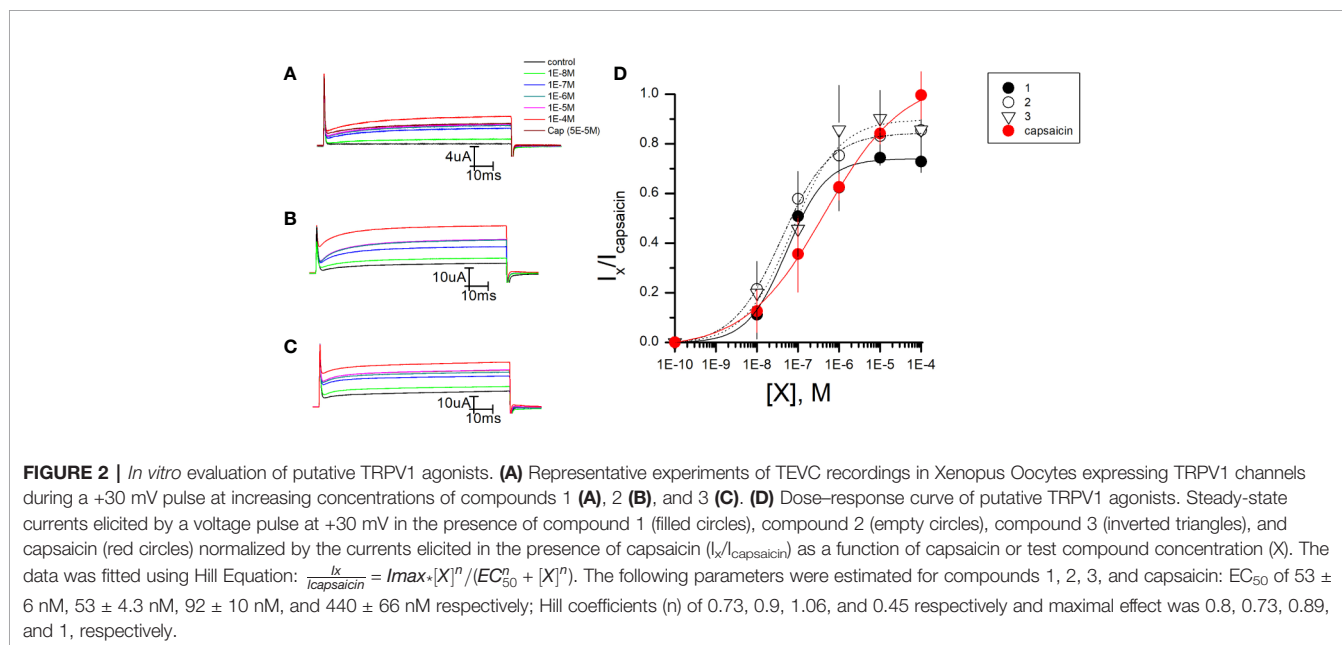 A
control
1E-8M
1E-7M
1E-6M
1E-5M
1E-4M
Cap (5E-5M)
4uA
10ms
B
10uA
10ms
C
10uA
10ms
D
1.0
0.8
0.6
0.4
0.2
0.0
Ix/Icapsaicin
1E-10 1E-9 1E-8 1E-7 1E-6 1E-5 1E-4
[X], M
1
2
3
capsaicin
FIGURE 2 | In vitro evaluation of putative TRPV1 agonists. (A) Representative experiments of TEVC recordings in Xenopus Oocytes expressing TRPV1 channels
during a +30 mV pulse at increasing concentrations of compounds 1 (A), 2 (B), and 3 (C). (D) Dose–response curve of putative TRPV1 agonists. Steady-state
currents elicited by a voltage pulse at +30 mV in the presence of compound 1 (filled circles), compound 2 (empty circles), compound 3 (inverted triangles), and
capsaicin (red circles) normalized by the currents elicited in the presence of capsaicin (Ix/Icapsaicin) as a function of capsaicin or test compound concentration (X). The
data was fitted using Hill Equation: Ix/Icapsaicin = Imax*[X]^n/(EC50^n + [X]^n). The following parameters were estimated for compounds 1, 2, 3, and capsaicin: EC50 of 53 ±
6 nM, 53 ± 4.3 nM, 92 ± 10 nM, and 440 ± 66 nM respectively; Hill coefficients (n) of 0.73, 0.9, 1.06, and 0.45 respectively and maximal effect was 0.8, 0.73, 0.89,
and 1, respectively.